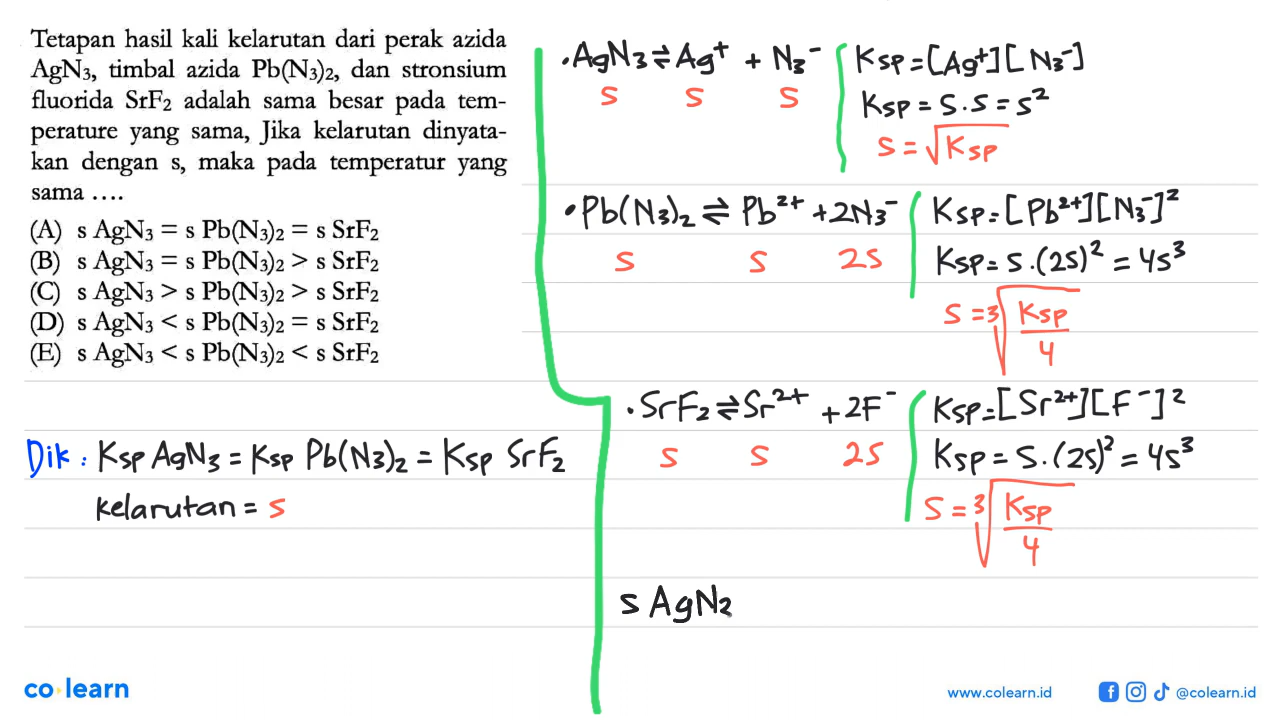 Tetapan hasil kali kelarutan dari perak azida
AgN₃, timbal azida Pb(N₃)₂, dan stronsium
fluorida SrF₂ adalah sama besar pada tem-
perature yang sama, Jika kelarutan dinyata-
kan dengan s, maka pada temperatur yang
sama ....
(A) s AgN₃ = s Pb(N₃)₂ = s SrF₂
(B) s AgN₃ = s Pb(N₃)₂ > s SrF₂
(C) s AgN₃ > s Pb(N₃)₂ > s SrF₂
(D) s AgN₃ < s Pb(N₃)₂ = s SrF₂
(E) s AgN₃ < s Pb(N₃)₂ < s SrF₂
Dik : Ksp AgN₃ = Ksp Pb(N₃)₂ = Ksp SrF₂
kelarutan = s
• AgN₃ ⇌ Ag⁺ + N₃⁻
s s s
Ksp = [Ag⁺][N₃⁻]
Ksp = s.s = s²
s = √Ksp
• Pb(N₃)₂ ⇌ Pb²⁺ + 2N₃⁻
s s 2s
Ksp = [Pb²⁺][N₃⁻]²
Ksp = s.(2s)² = 4s³
s = ∛(Ksp/4)
• SrF₂ ⇌ Sr²⁺ + 2F⁻
s s 2s
Ksp = [Sr²⁺][F⁻]²
Ksp = s.(2s)² = 4s³
s = ∛(Ksp/4)
s AgN₂
co learn
www.colearn.id
@colearn.id